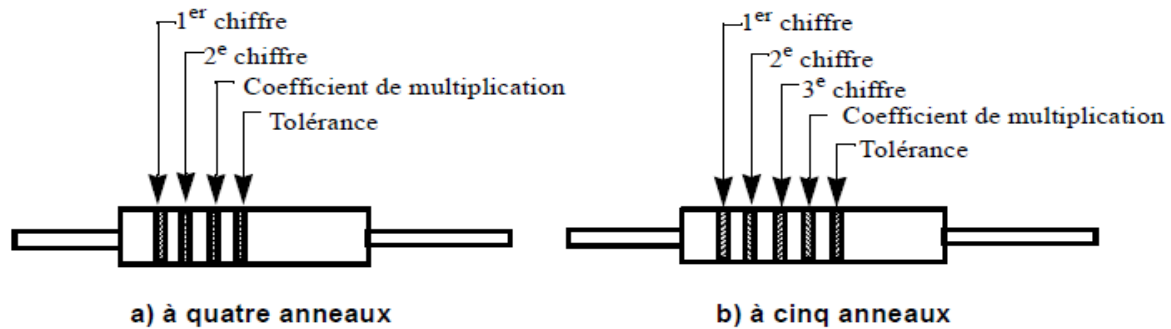 1er chiffre
2e chiffre
Coefficient de multiplication
Tolérance
a) à quatre anneaux
1er chiffre
2e chiffre
3e chiffre
Coefficient de multiplication
Tolérance
b) à cinq anneaux